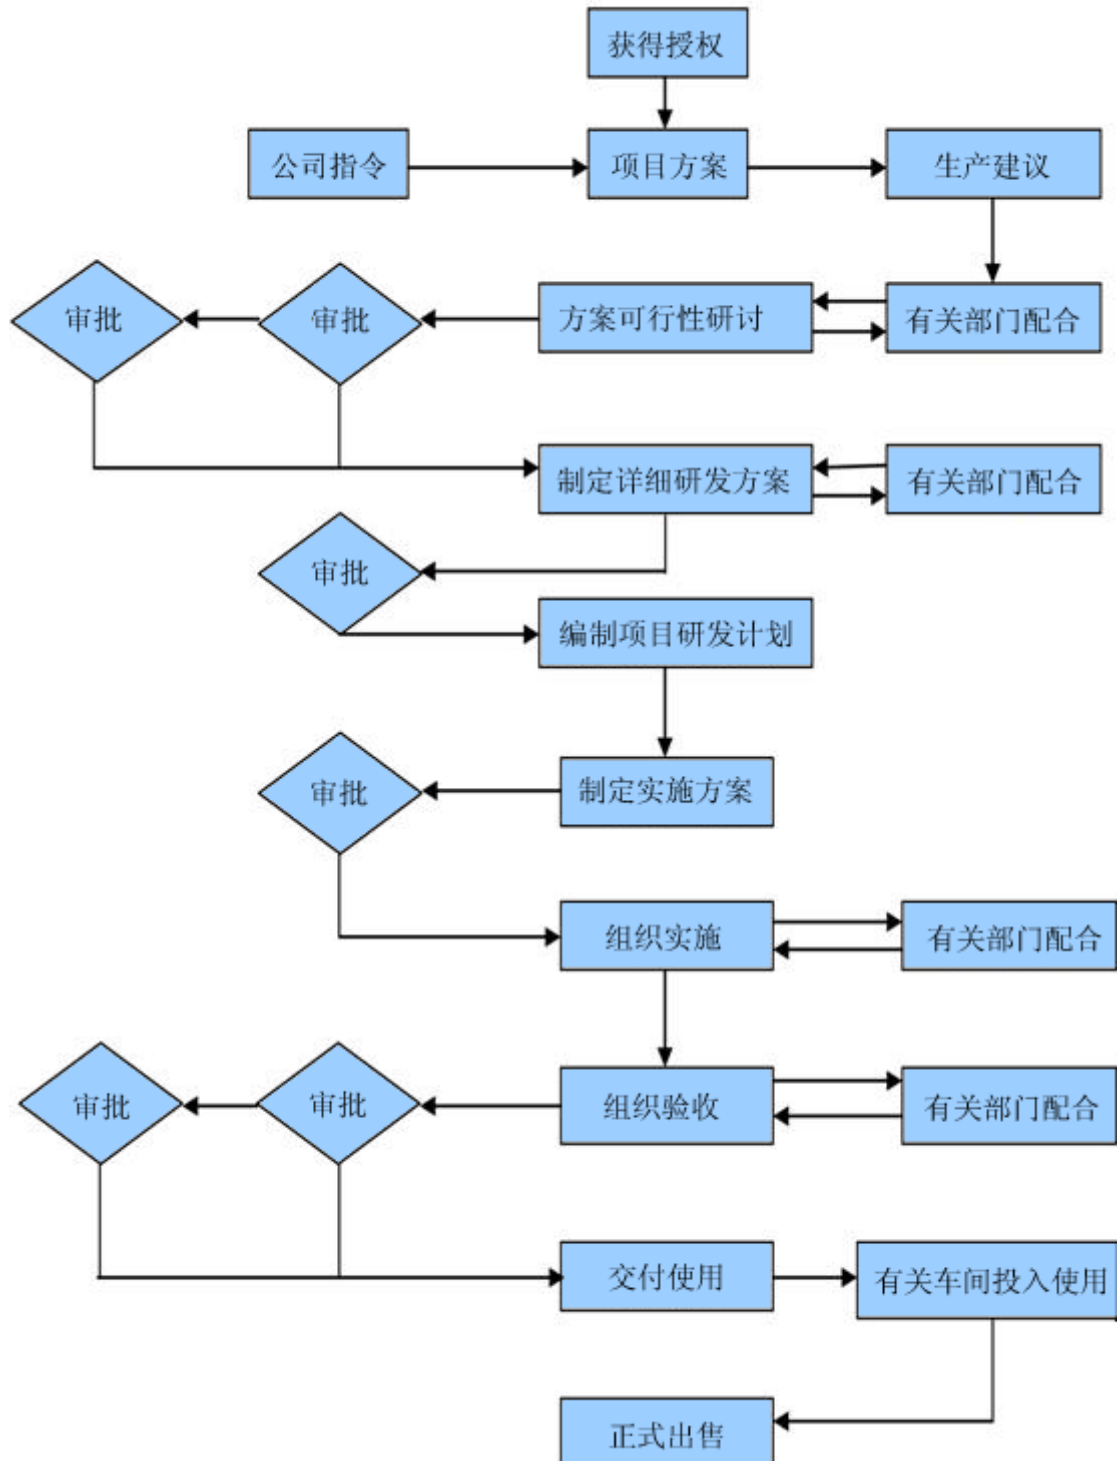 获得授权
公司指令
项目方案
生产建议
审批
审批
方案可行性研讨
有关部门配合
制定详细研发方案
有关部门配合
审批
编制项目研发计划
审批
制定实施方案
组织实施
有关部门配合
审批
审批
组织验收
有关部门配合
交付使用
有关车间投入使用
正式出售